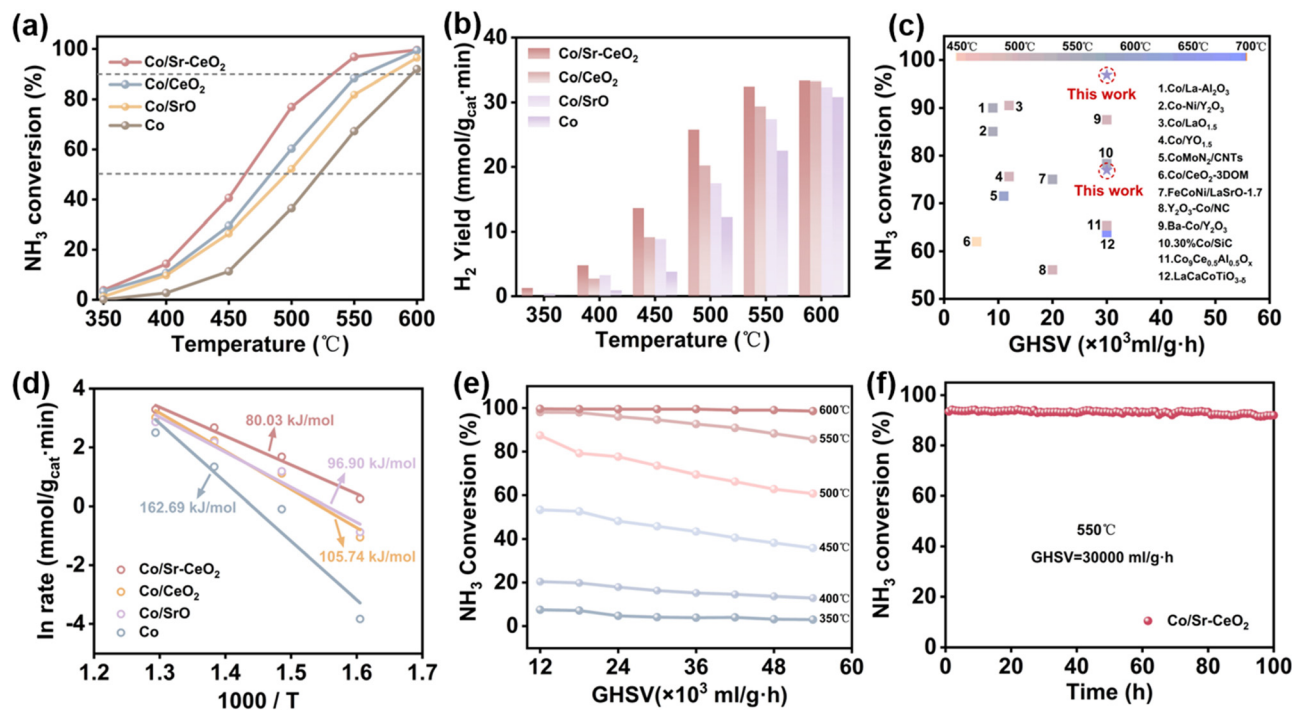 (a)
NH₃ conversion (%)
100
80
60
40
20
0
Co/Sr-CeO₂
Co/CeO₂
Co/SrO
Co
350 400 450 500 550 600
Temperature (℃)
(b)
H₂ Yield (mmol/g_cat·min)
40
30
20
10
0
Co/Sr-CeO₂
Co/CeO₂
Co/SrO
Co
350 400 450 500 550 600
Temperature (℃)
(c)
NH₃ conversion (%)
450℃ 500℃ 550℃ 600℃ 650℃ 700℃
100
90
80
70
60
50
This work
This work
1
2
3
4
5
6
7
8
9
10
11
12
1.Co/La-Al₂O₃
2.Co-Ni/Y₂O₃
3.Co/LaO₁.₅
4.Co/YO₁.₅
5.CoMoN₂/CNTs
6.Co/CeO₂-3DOM
7.FeCoNi/LaSrO-1.7
8.Y₂O₃-Co/NC
9.Ba-Co/Y₂O₃
10.30%Co/SiC
11.Co₉Ce₀.₅Al₀.₅Oₓ
12.LaCaCoTiO₃₋δ
0 10 20 30 40 50 60
GHSV (×10³ml/g·h)
(d)
ln rate (mmol/g_cat·min)
4
2
0
-2
-4
80.03 kJ/mol
96.90 kJ/mol
162.69 kJ/mol
105.74 kJ/mol
Co/Sr-CeO₂
Co/CeO₂
Co/SrO
Co
1.2 1.3 1.4 1.5 1.6 1.7
1000 / T
(e)
NH₃ Conversion (%)
100
80
60
40
20
0
600℃
550℃
500℃
450℃
400℃
350℃
12 24 36 48 60
GHSV(×10³ ml/g·h)
(f)
NH₃ conversion (%)
100
80
60
40
20
0
550℃
GHSV=30000 ml/g·h
Co/Sr-CeO₂
0 20 40 60 80 100
Time (h)